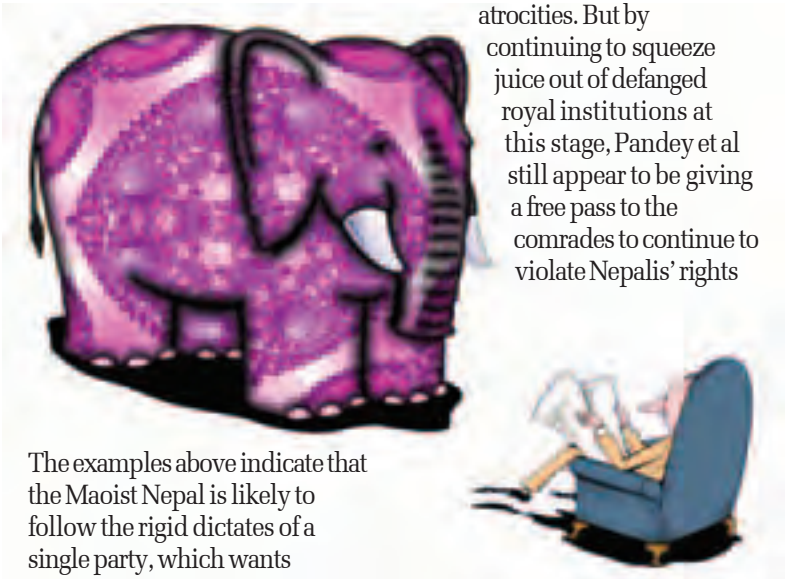 atrocities. But by
continuing to squeeze
juice out of defanged
royal institutions at
this stage, Pandey et al
still appear to be giving
a free pass to the
comrades to continue to
violate Nepalis’ rights
The examples above indicate that
the Maoist Nepal is likely to
follow the rigid dictates of a
single party, which wants